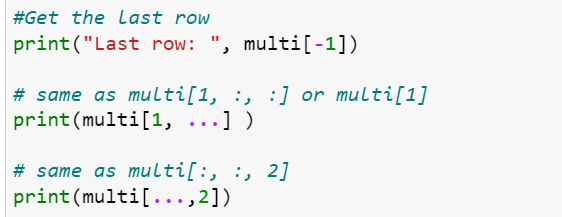 #Get the last row
print("Last row: ", multi[-1])
# same as multi[1, :, :] or multi[1]
print(multi[1, ...] )
# same as multi[:, :, 2]
print(multi[...,2])